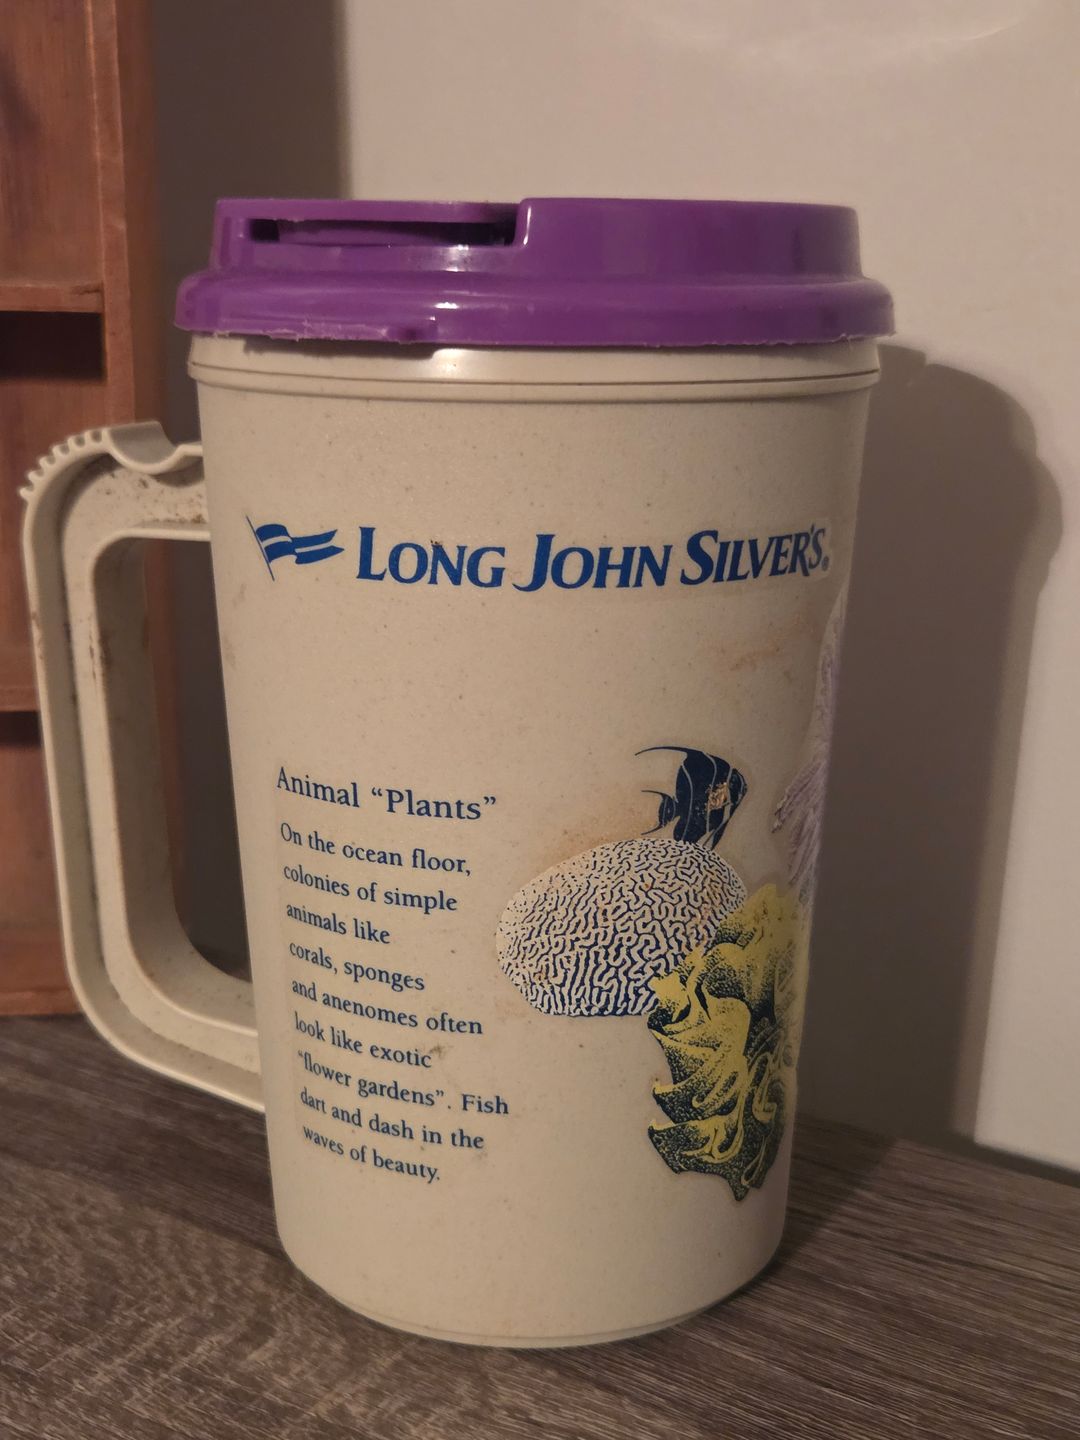 LONG JOHN SILVER'S®
Animal “Plants”
On the ocean floor,
colonies of simple
animals like
corals, sponges
and anenomes often
look like exotic
“flower gardens”. Fish
dart and dash in the
waves of beauty.